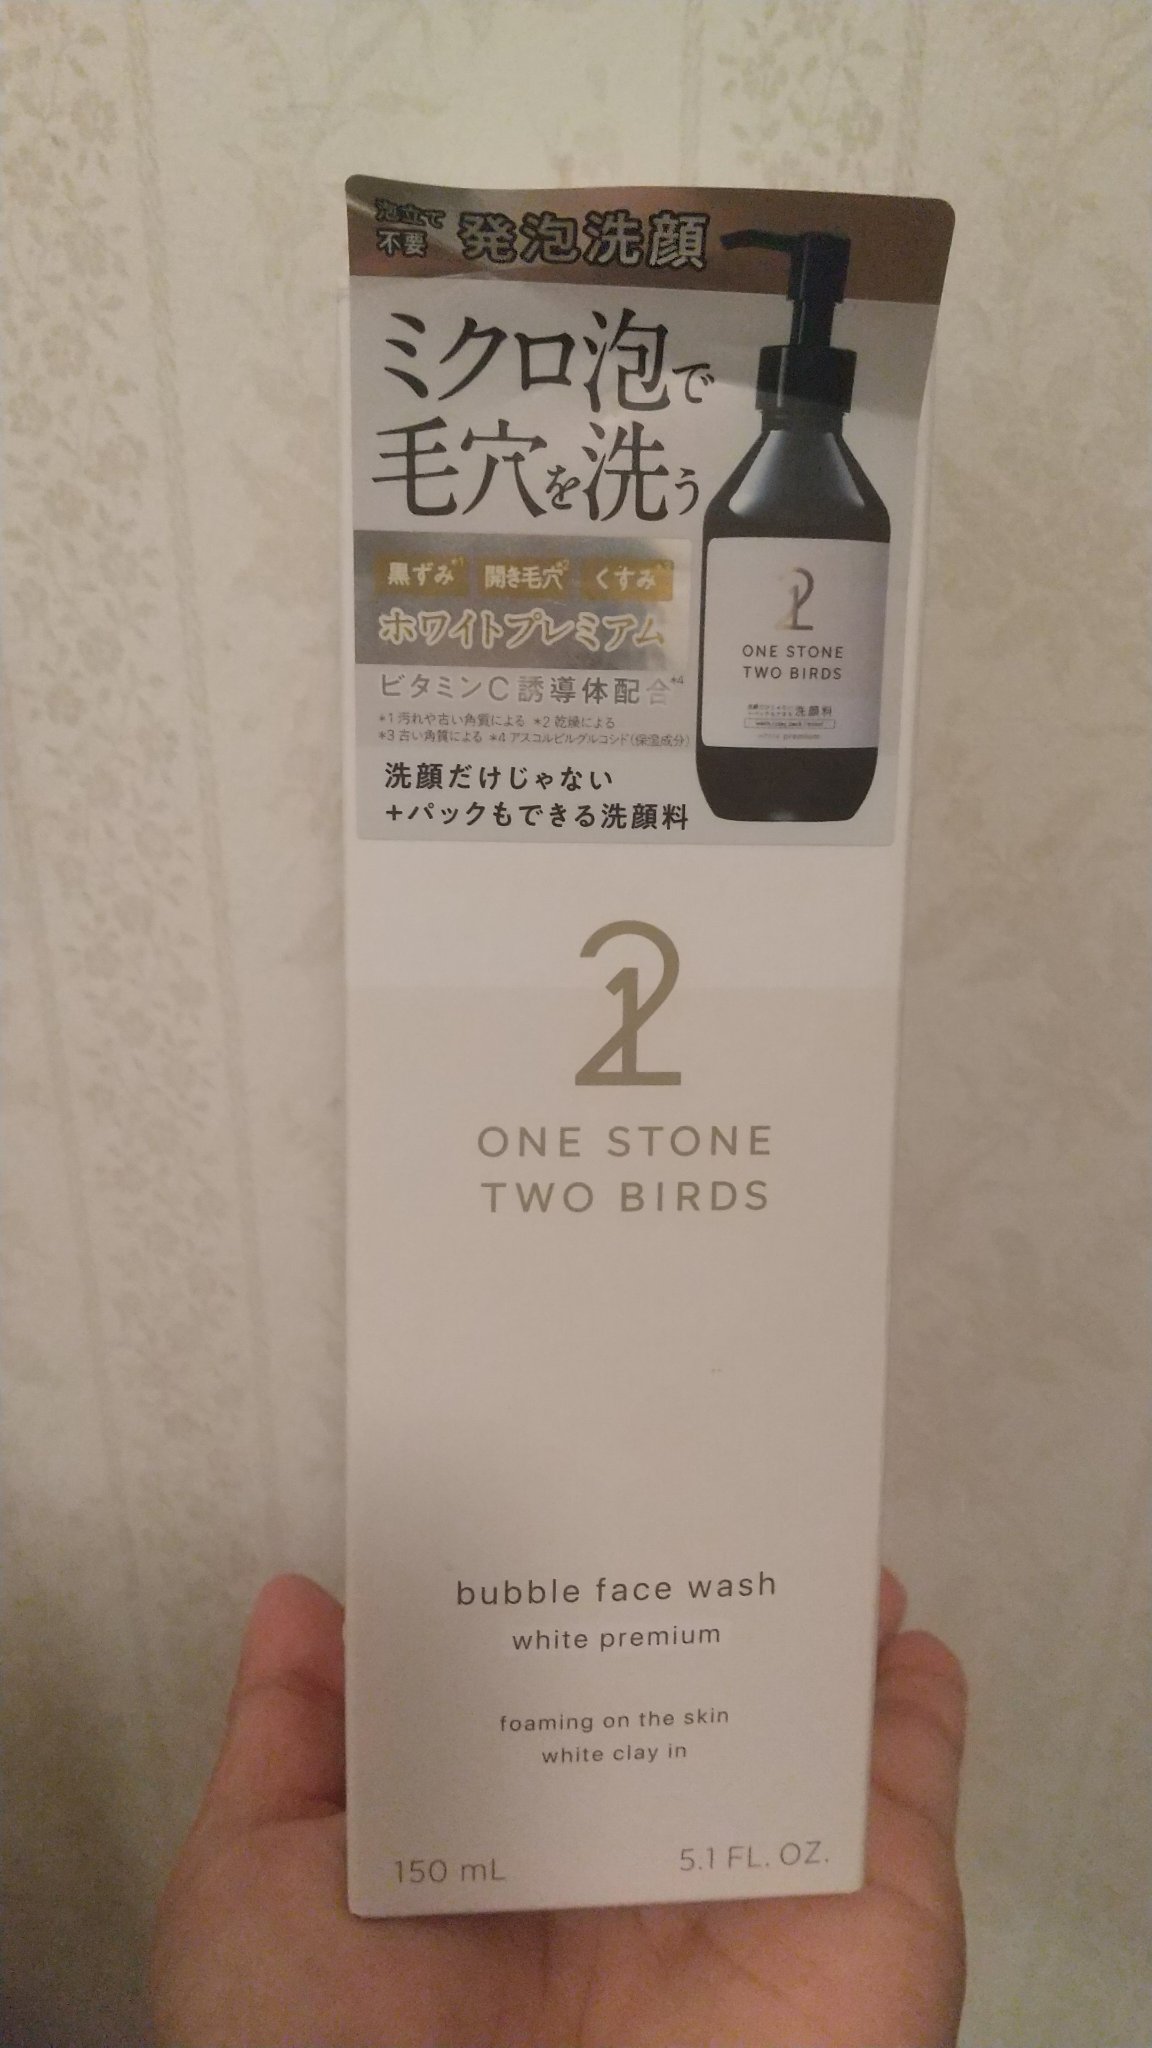 泡立て
不要
発泡洗顔
ミクロ泡で
毛穴を洗う
黒ずみ*1 開き毛穴*2 くすみ*3
ホワイトプレミアム
ビタミンC誘導体配合*4
*1 汚れや古い角質による *2 乾燥による
*3 古い角質による *4 アスコルビルグルコシド(保湿成分)
洗顔だけじゃない
+パックもできる洗顔料
21
ONE STONE
TWO BIRDS
洗顔料
white premium
21
ONE STONE
TWO BIRDS
bubble face wash
white premium
foaming on the skin
white clay in
150 mL
5.1 FL. OZ.